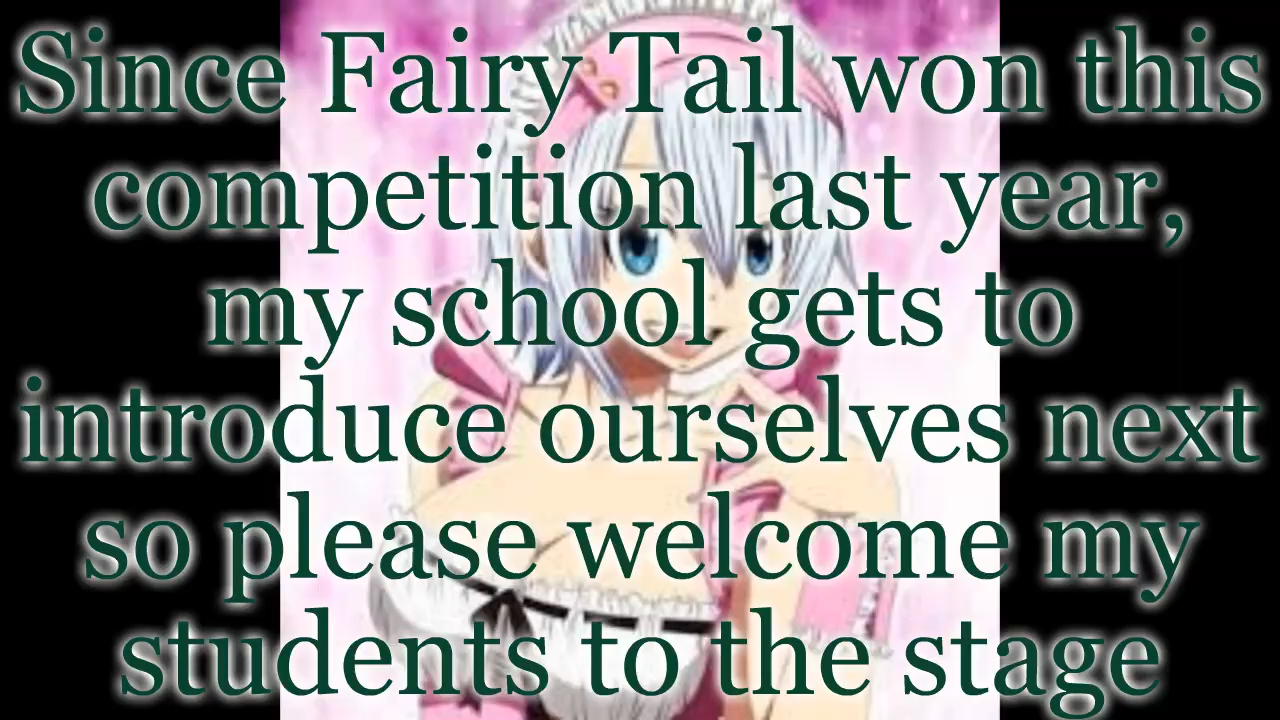 Since Fairy Tail won this
competition last year,
my school gets to
introduce ourselves next
so please welcome my
students to the stage